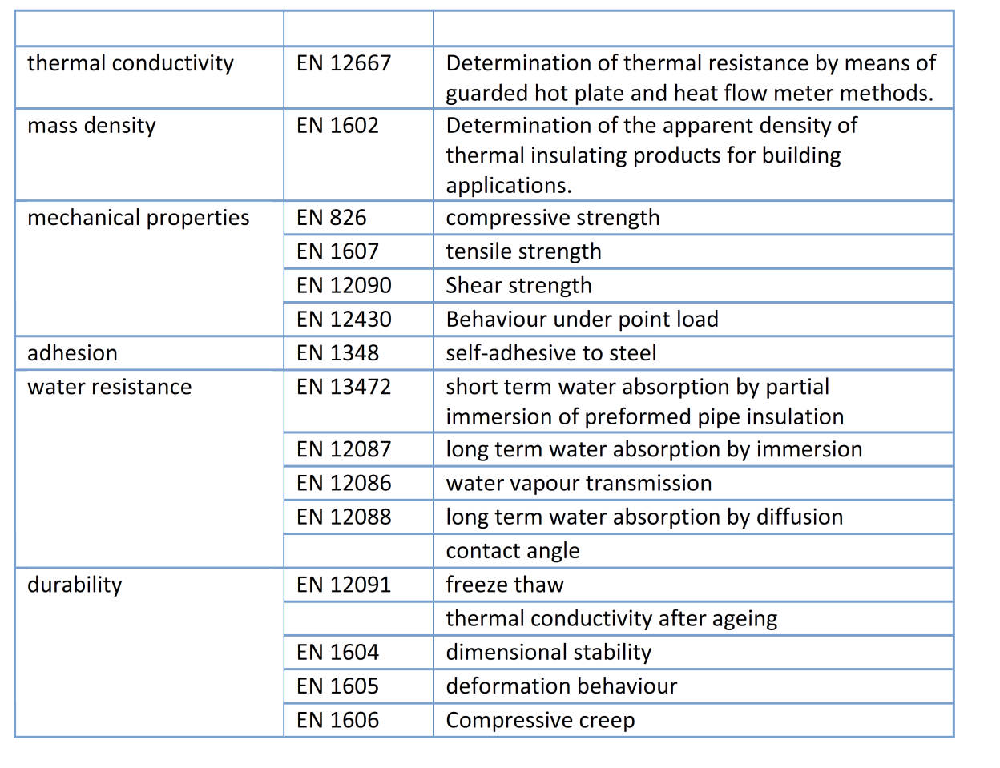 thermal conductivity EN 12667 Determination of thermal resistance by means of
guarded hot plate and heat flow meter methods.
mass density EN 1602 Determination of the apparent density of
thermal insulating products for building
applications.
mechanical properties EN 826 compressive strength
EN 1607 tensile strength
EN 12090 Shear strength
EN 12430 Behaviour under point load
adhesion EN 1348 self-adhesive to steel
water resistance EN 13472 short term water absorption by partial
immersion of preformed pipe insulation
EN 12087 long term water absorption by immersion
EN 12086 water vapour transmission
EN 12088 long term water absorption by diffusion
contact angle
durability EN 12091 freeze thaw
thermal conductivity after ageing
EN 1604 dimensional stability
EN 1605 deformation behaviour
EN 1606 Compressive creep